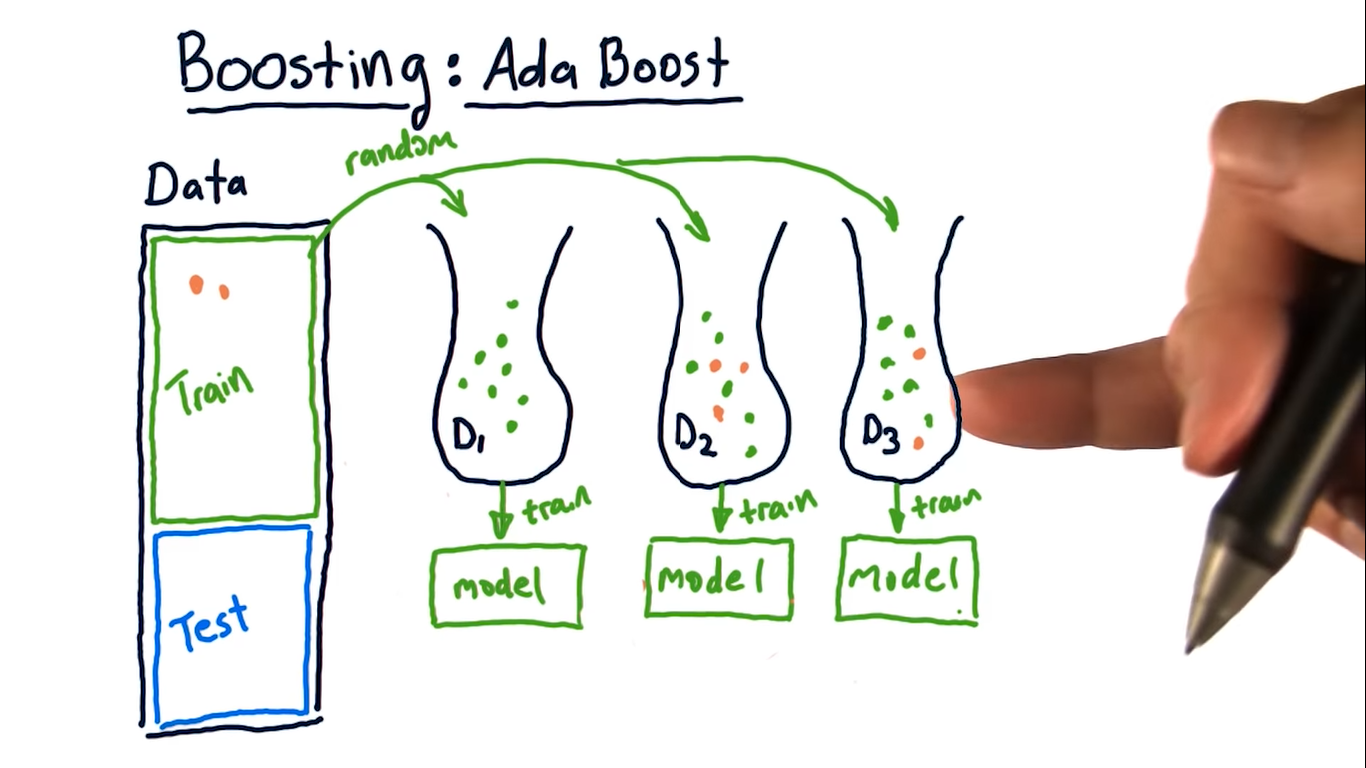 Boosting: Ada Boost
random
Data
Train
Test
D1
D2
D3
train
train
train
model
model
model